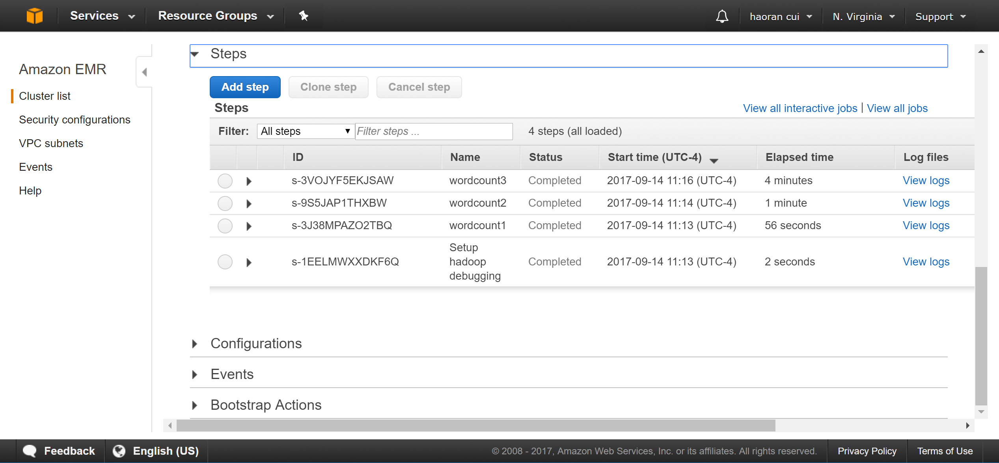 Services
Resource Groups
haoran cui
N. Virginia
Support
Amazon EMR
Cluster list
Security configurations
VPC subnets
Events
Help
Steps
Add step
Clone step
Cancel step
Steps
View all interactive jobs | View all jobs
Filter: All steps Filter steps ... 4 steps (all loaded)
ID Name Status Start time (UTC-4) Elapsed time Log files
s-3VOJYF5EKJSAW wordcount3 Completed 2017-09-14 11:16 (UTC-4) 4 minutes View logs
s-9S5JAP1THXBW wordcount2 Completed 2017-09-14 11:14 (UTC-4) 1 minute View logs
s-3J38MPAZO2TBQ wordcount1 Completed 2017-09-14 11:13 (UTC-4) 56 seconds View logs
s-1EELMWXXDKF6Q Setup
hadoop
debugging Completed 2017-09-14 11:13 (UTC-4) 2 seconds View logs
Configurations
Events
Bootstrap Actions
Feedback
English (US)
© 2008 - 2017, Amazon Web Services, Inc. or its affiliates. All rights reserved.
Privacy Policy
Terms of Use